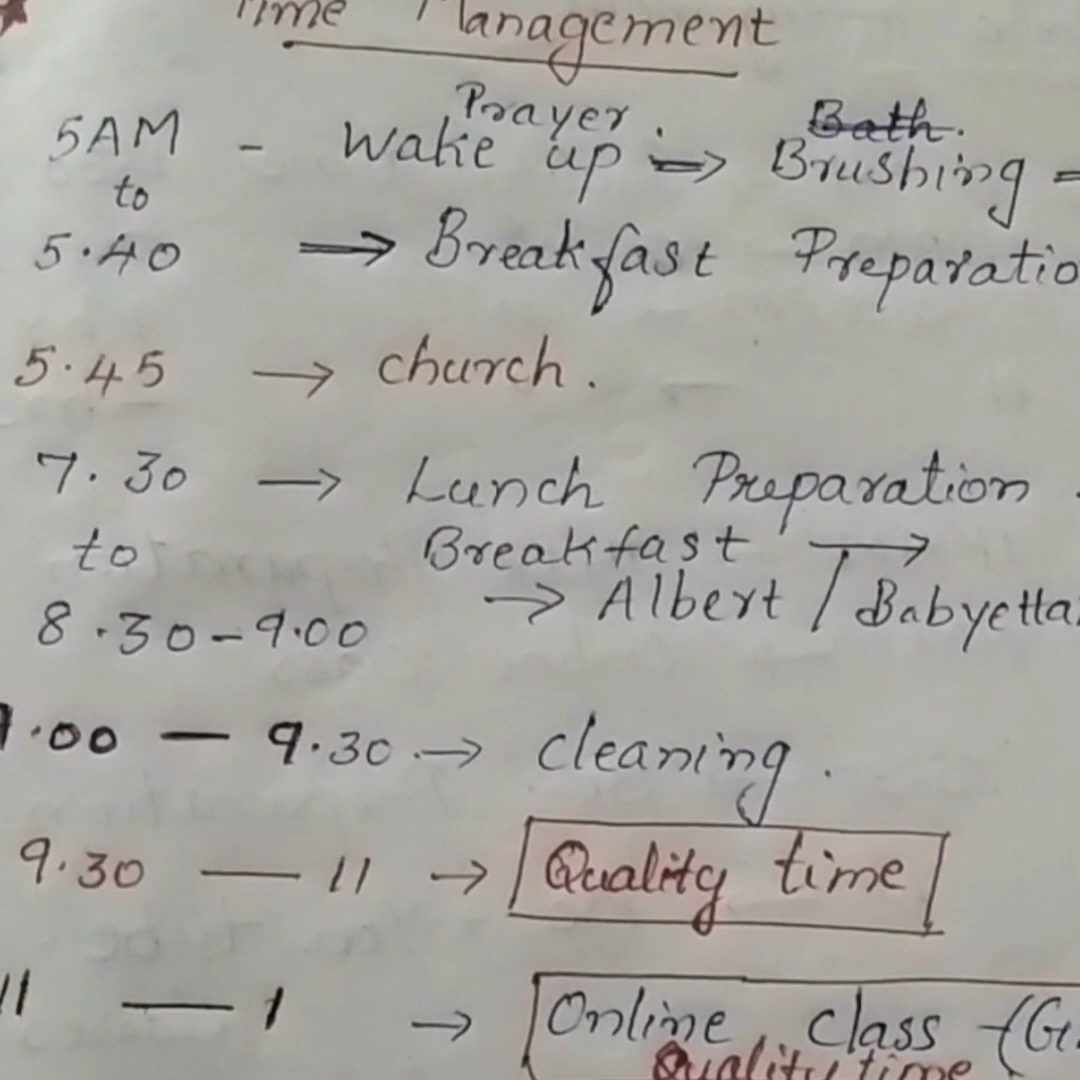 Time Management
Prayer. Bath.
5AM - Wake up => Brushing =
to
5.40 => Breakfast Preparatio
5.45 → church.
7.30 → Lunch Preparation
to Breakfast →
→ Albert / Babyetta
8.30-9.00
9.00 — 9.30 → cleaning.
9.30 — 11 → Quality time
11 — 1 → Online class (G
Quality time